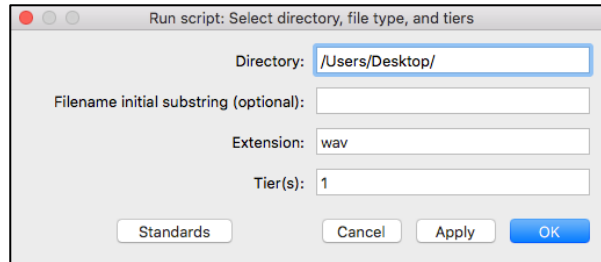 Run script: Select directory, file type, and tiers
Directory: /Users/Desktop/
Filename initial substring (optional):
Extension: wav
Tier(s): 1
Standards Cancel Apply OK